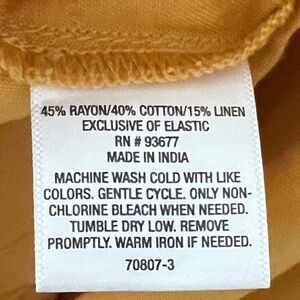 45% RAYON/40% COTTON/15% LINEN
EXCLUSIVE OF ELASTIC
RN # 93677
MADE IN INDIA
MACHINE WASH COLD WITH LIKE
COLORS. GENTLE CYCLE. ONLY NON-
CHLORINE BLEACH WHEN NEEDED.
TUMBLE DRY LOW. REMOVE
PROMPTLY. WARM IRON IF NEEDED.
70807-3